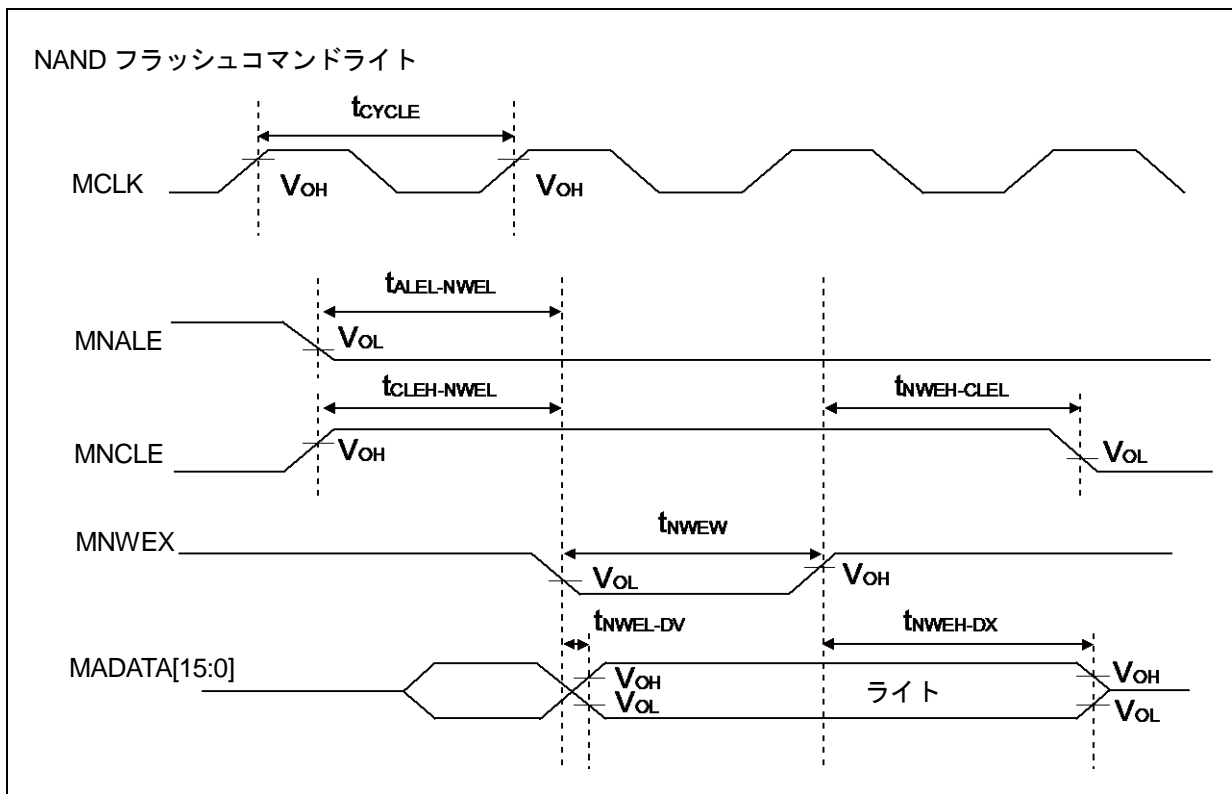 NAND フラッシュコマンドライト
tCYCLE
MCLK
VOH
VOH
tALEL-NWEL
MNALE
VOL
tCLEH-NWEL
tNWEH-CLEL
MNCLE
VOH
VOL
MNWEX
tNWEW
VOL
VOH
tNWEL-DV
tNWEH-DX
MADATA[15:0]
VOH
VOL
ライト
VOH
VOL